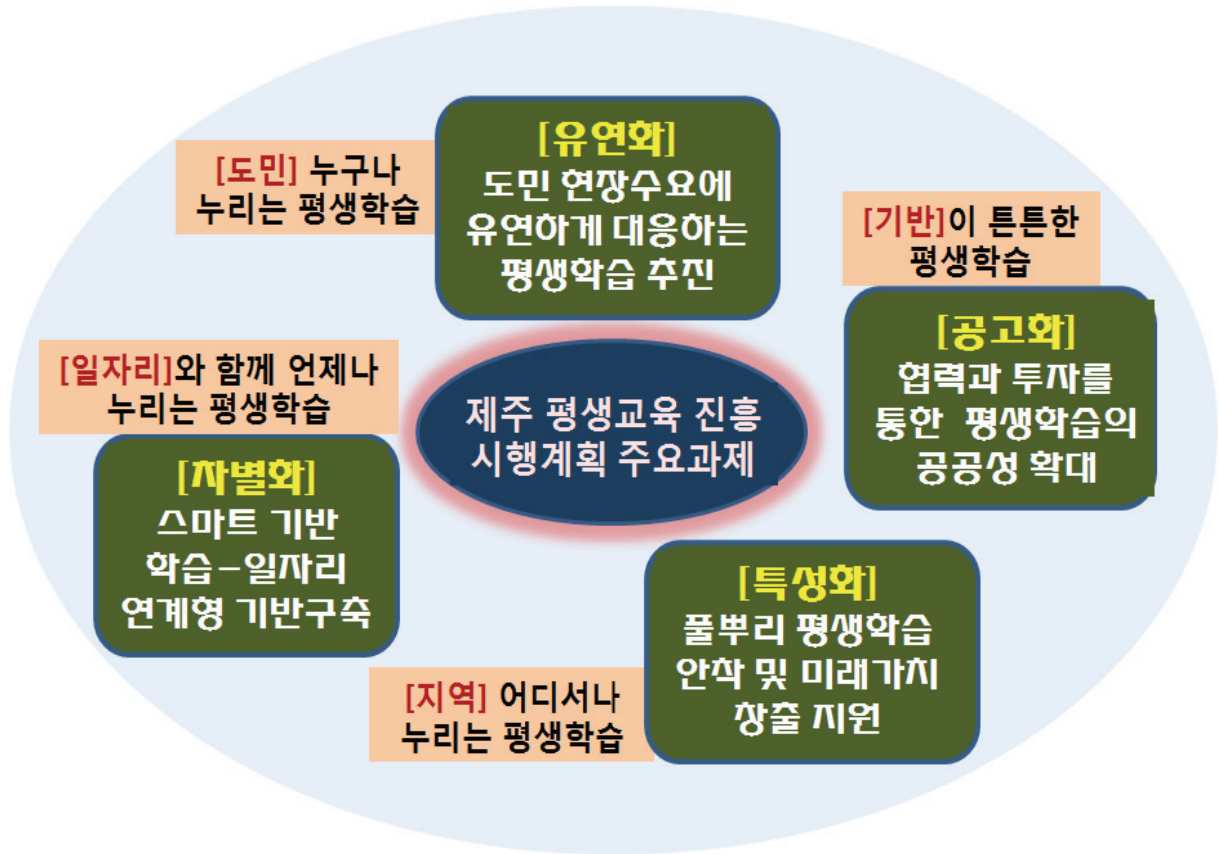 [도민] 누구나
누리는 평생학습
[유연화]
도민 현장수요에
유연하게 대응하는
평생학습 추진
[기반]이 튼튼한
평생학습
[공고화]
협력과 투자를
통한 평생학습의
공공성 확대
[일자리]와 함께 언제나
누리는 평생학습
[차별화]
스마트 기반
학습-일자리
연계형 기반구축
제주 평생교육 진흥
시행계획 주요과제
[지역] 어디서나
누리는 평생학습
[특성화]
풀뿌리 평생학습
안착 및 미래가치
창출 지원